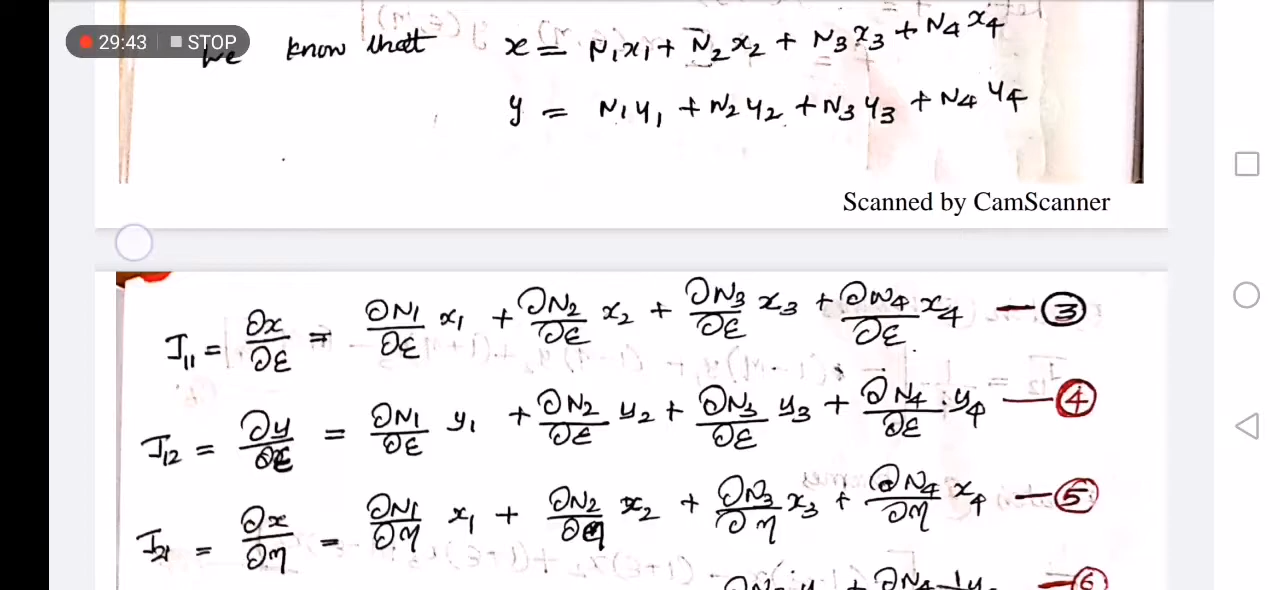 29:43 STOP
We know that x = N₁x₁ + N₂x₂ + N₃x₃ + N₄x₄
y = N₁y₁ + N₂y₂ + N₃y₃ + N₄y₄
Scanned by CamScanner
J₁₁ = ∂x/∂ε = ∂N₁/∂ε x₁ + ∂N₂/∂ε x₂ + ∂N₃/∂ε x₃ + ∂N₄/∂ε x₄ — ③
J₁₂ = ∂y/∂ε = ∂N₁/∂ε y₁ + ∂N₂/∂ε y₂ + ∂N₃/∂ε y₃ + ∂N₄/∂ε · y₄ — ④
J₂₁ = ∂x/∂η = ∂N₁/∂η x₁ + ∂N₂/∂η x₂ + ∂N₃/∂η x₃ + ∂N₄/∂η x₄ — ⑤
— ⑥